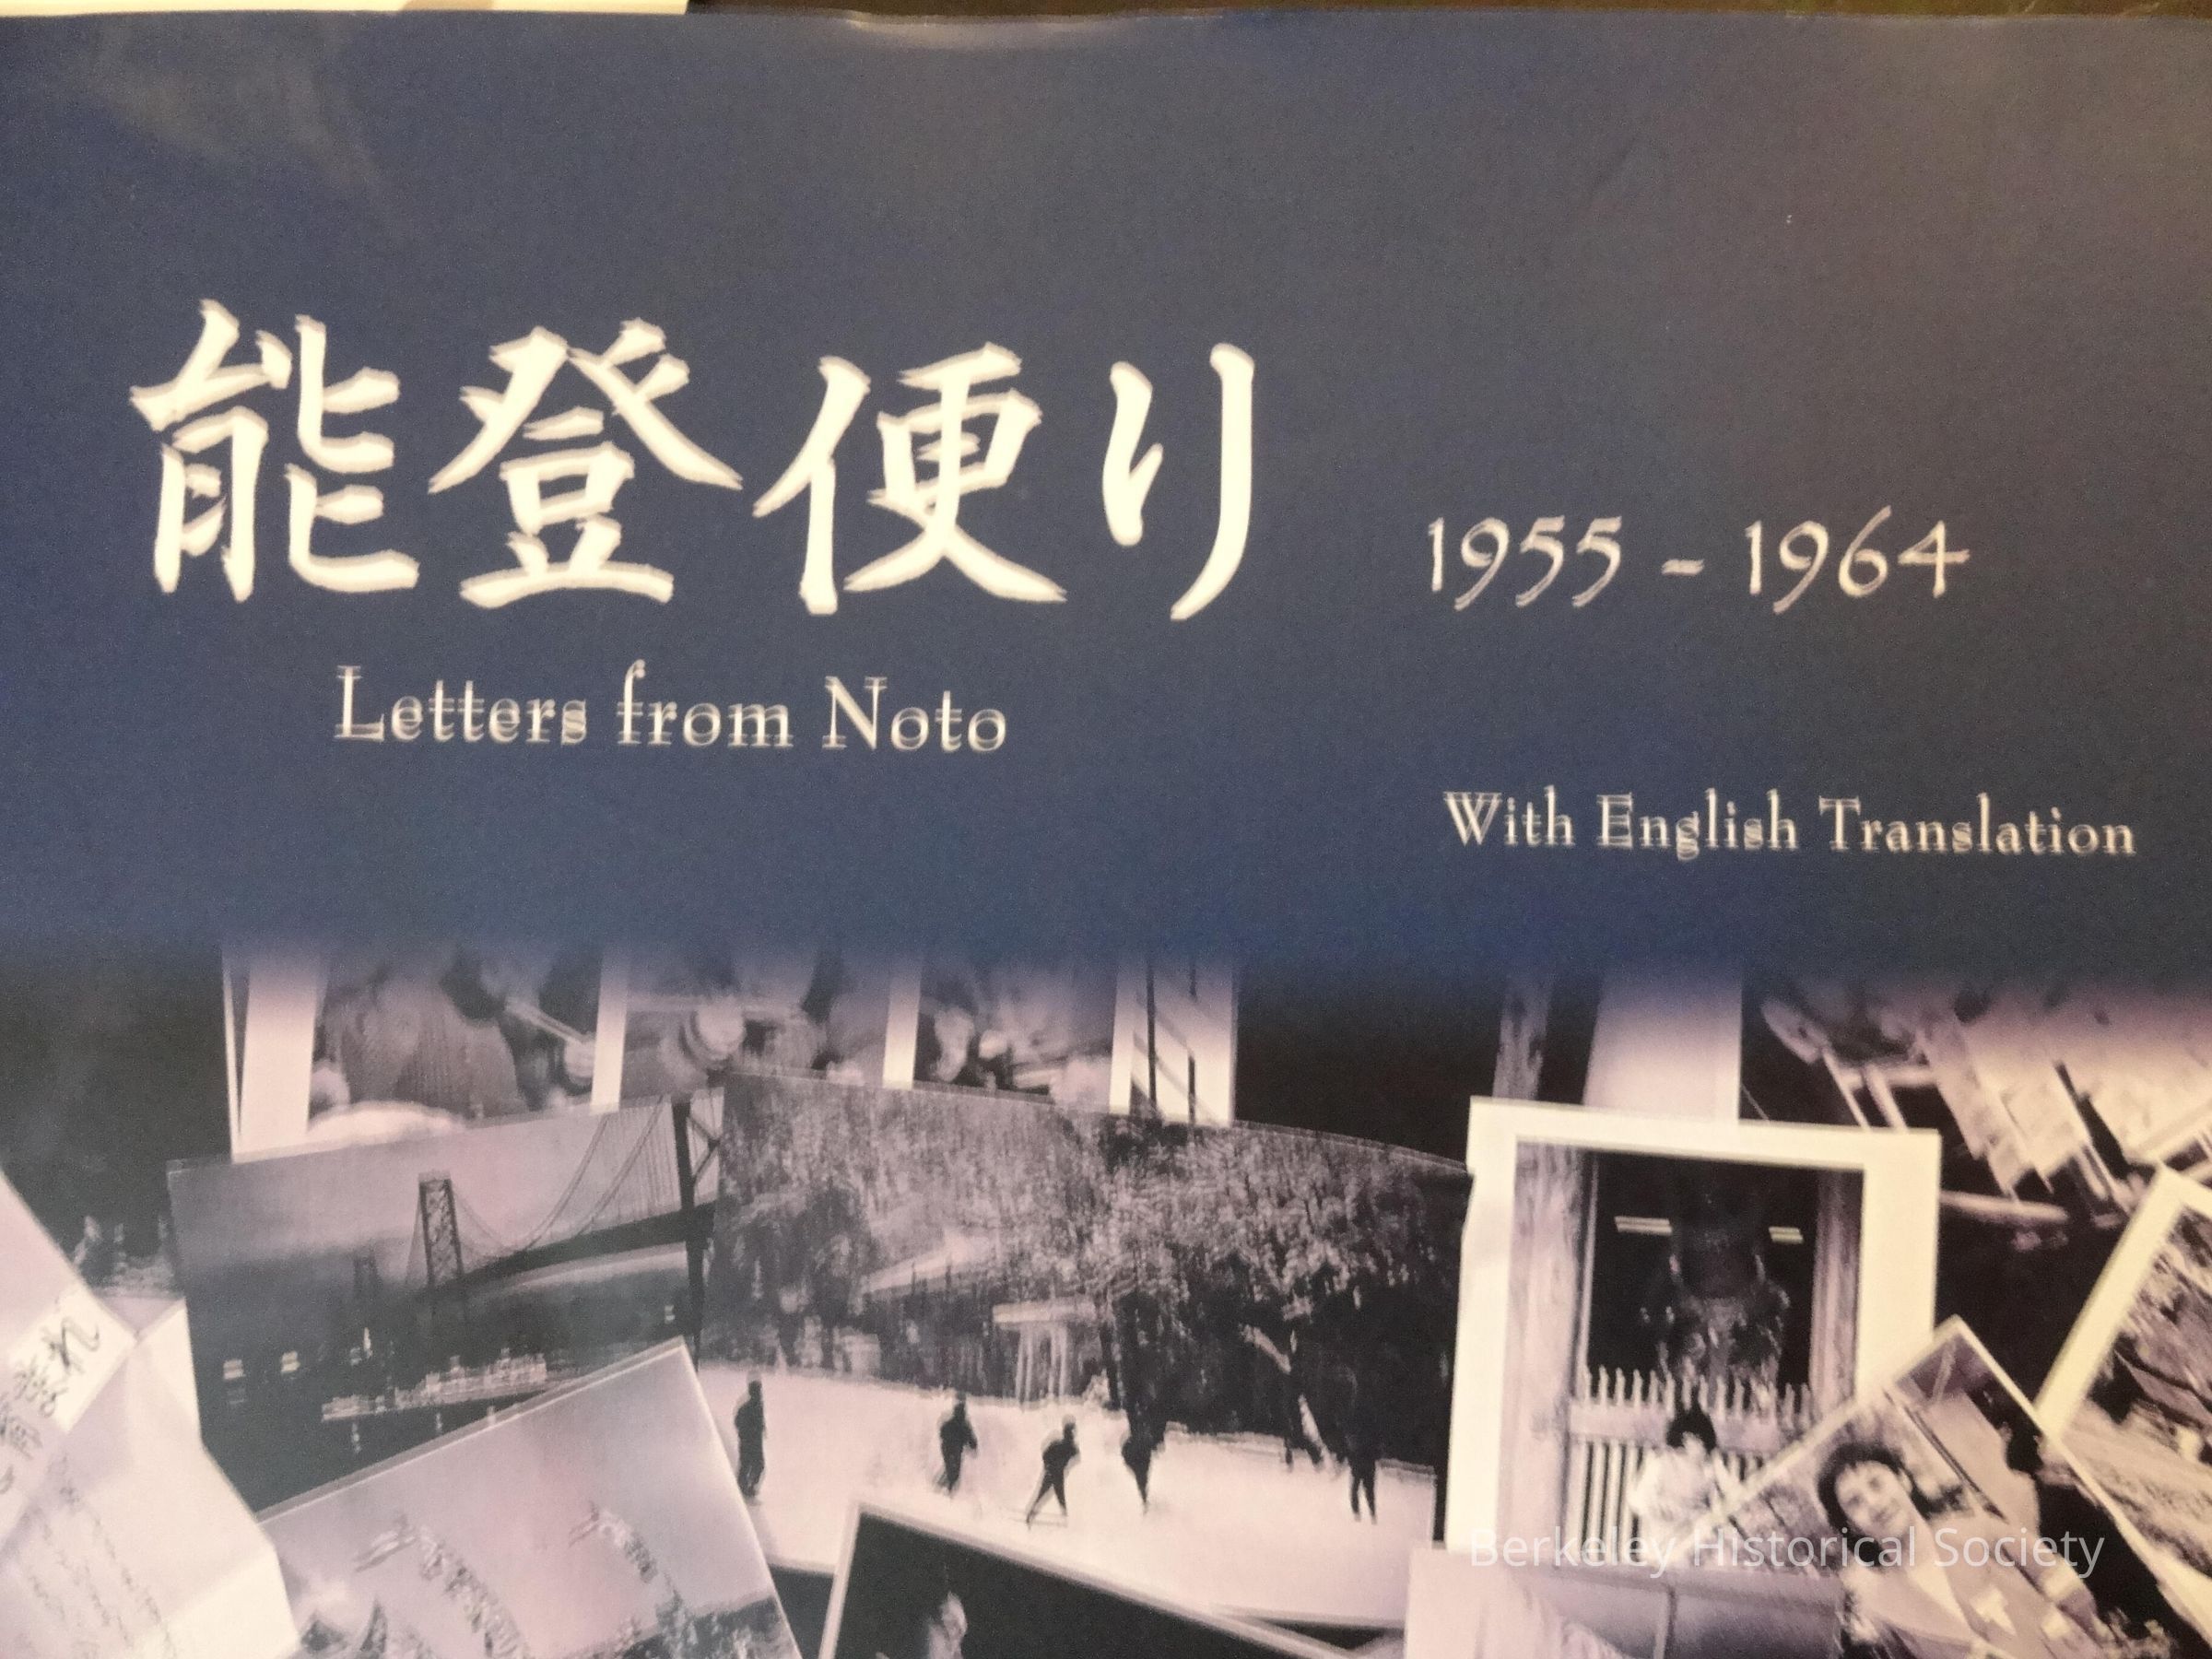 能登便り
1955 - 1964
Letters from Noto
With English Translation
Berkeley Historical Society